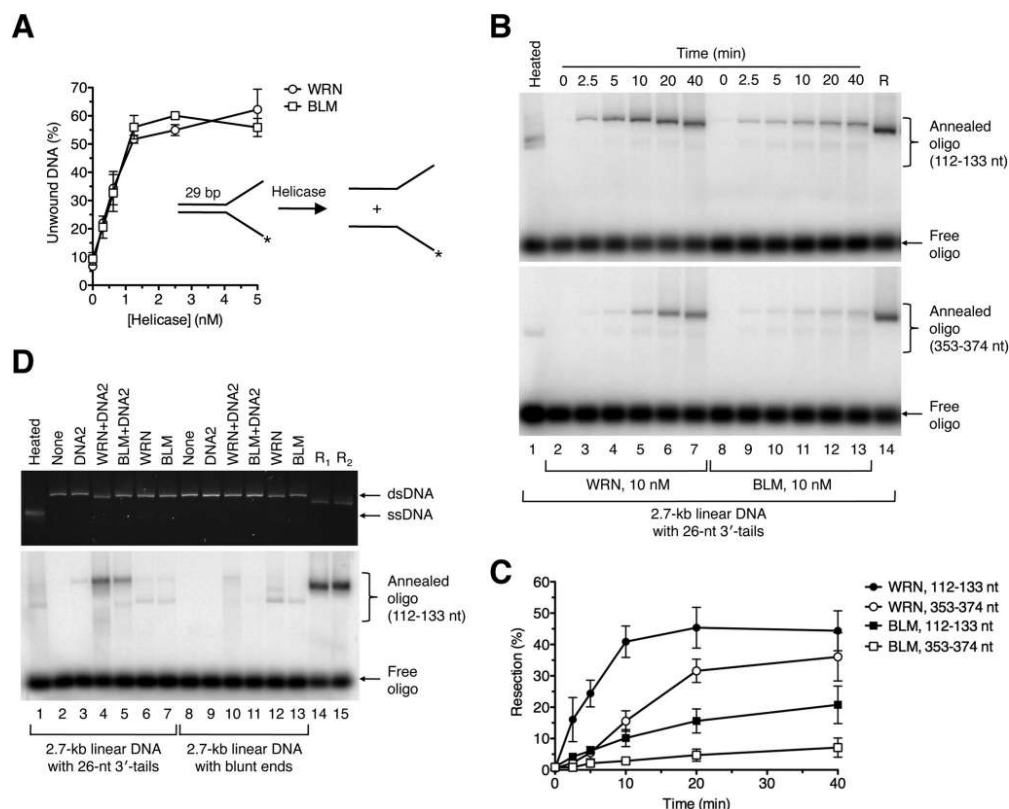 A
WRN
BLM
Unwound DNA (%)
70
60
50
40
30
20
10
0
0 1 2 3 4 5
[Helicase] (nM)
29 bp
Helicase
+
*
*
B
Time (min)
Heated
0 2.5 5 10 20 40 0 2.5 5 10 20 40 R
Annealed
oligo
(112-133 nt)
Free
oligo
Annealed
oligo
(353-374 nt)
Free
oligo
1 2 3 4 5 6 7 8 9 10 11 12 13 14
WRN, 10 nM BLM, 10 nM
2.7-kb linear DNA
with 26-nt 3′-tails
D
Heated
None
DNA2
WRN+DNA2
BLM+DNA2
WRN
BLM
None
DNA2
WRN+DNA2
BLM+DNA2
WRN
BLM
R1
R2
dsDNA
ssDNA
Annealed
oligo
(112-133 nt)
Free
oligo
1 2 3 4 5 6 7 8 9 10 11 12 13 14 15
2.7-kb linear DNA
with 26-nt 3′-tails
2.7-kb linear DNA
with blunt ends
C
WRN, 112-133 nt
WRN, 353-374 nt
BLM, 112-133 nt
BLM, 353-374 nt
Resection (%)
60
50
40
30
20
10
0
0 10 20 30 40
Time (min)